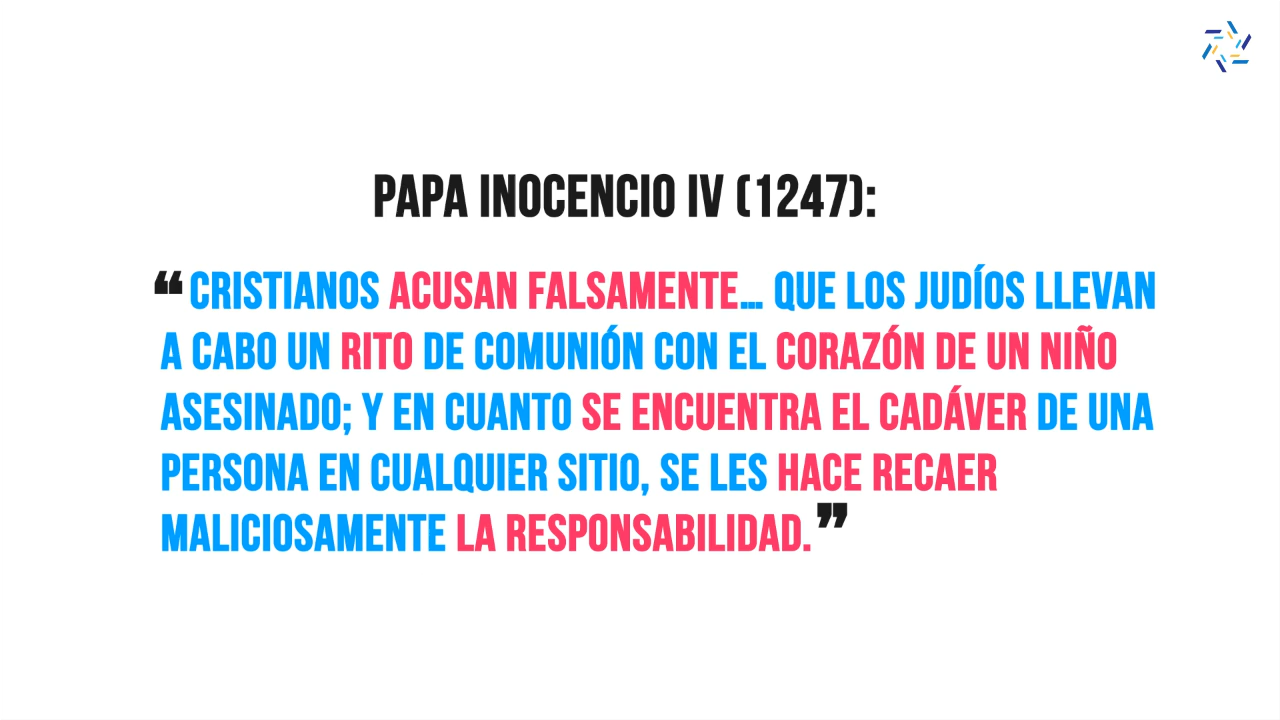 PAPA INOCENCIO IV (1247):
“CRISTIANOS ACUSAN FALSAMENTE... QUE LOS JUDÍOS LLEVAN
A CABO UN RITO DE COMUNIÓN CON EL CORAZÓN DE UN NIÑO
ASESINADO; Y EN CUANTO SE ENCUENTRA EL CADÁVER DE UNA
PERSONA EN CUALQUIER SITIO, SE LES HACE RECAER
MALICIOSAMENTE LA RESPONSABILIDAD.”